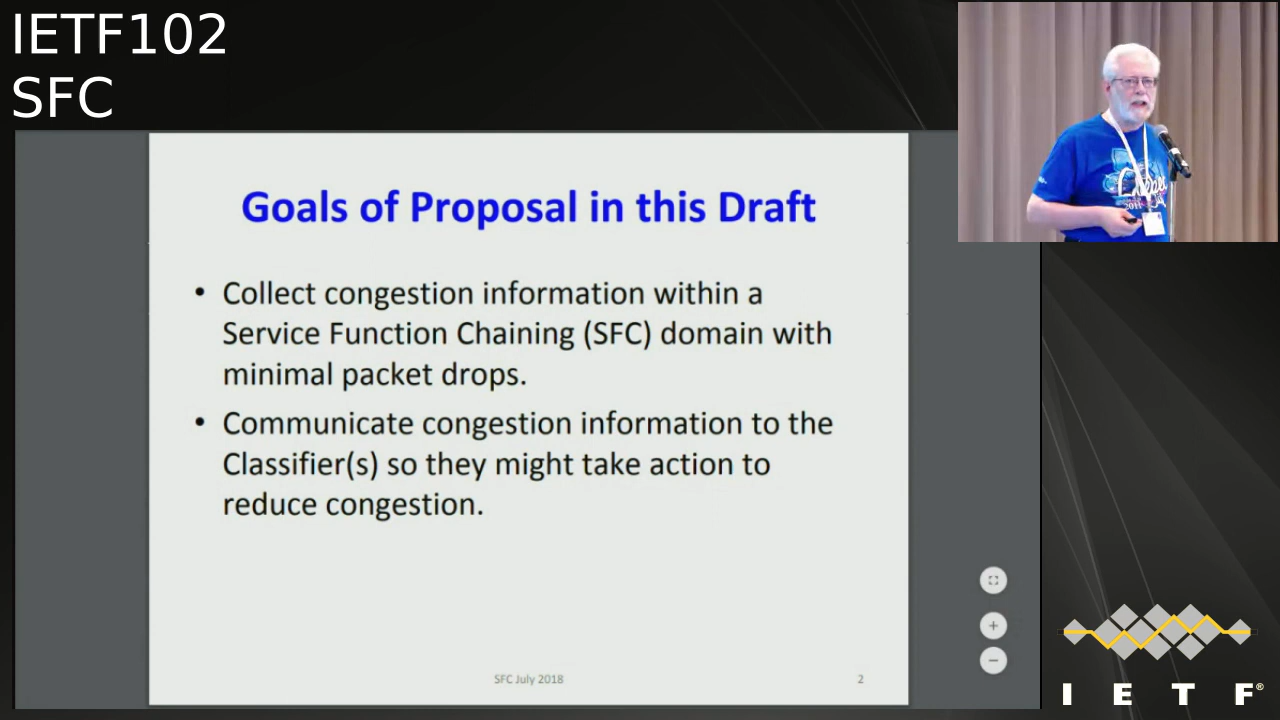 IETF102
SFC
Goals of Proposal in this Draft
• Collect congestion information within a
Service Function Chaining (SFC) domain with
minimal packet drops.
• Communicate congestion information to the
Classifier(s) so they might take action to
reduce congestion.
SFC July 2018
2
I E T F®